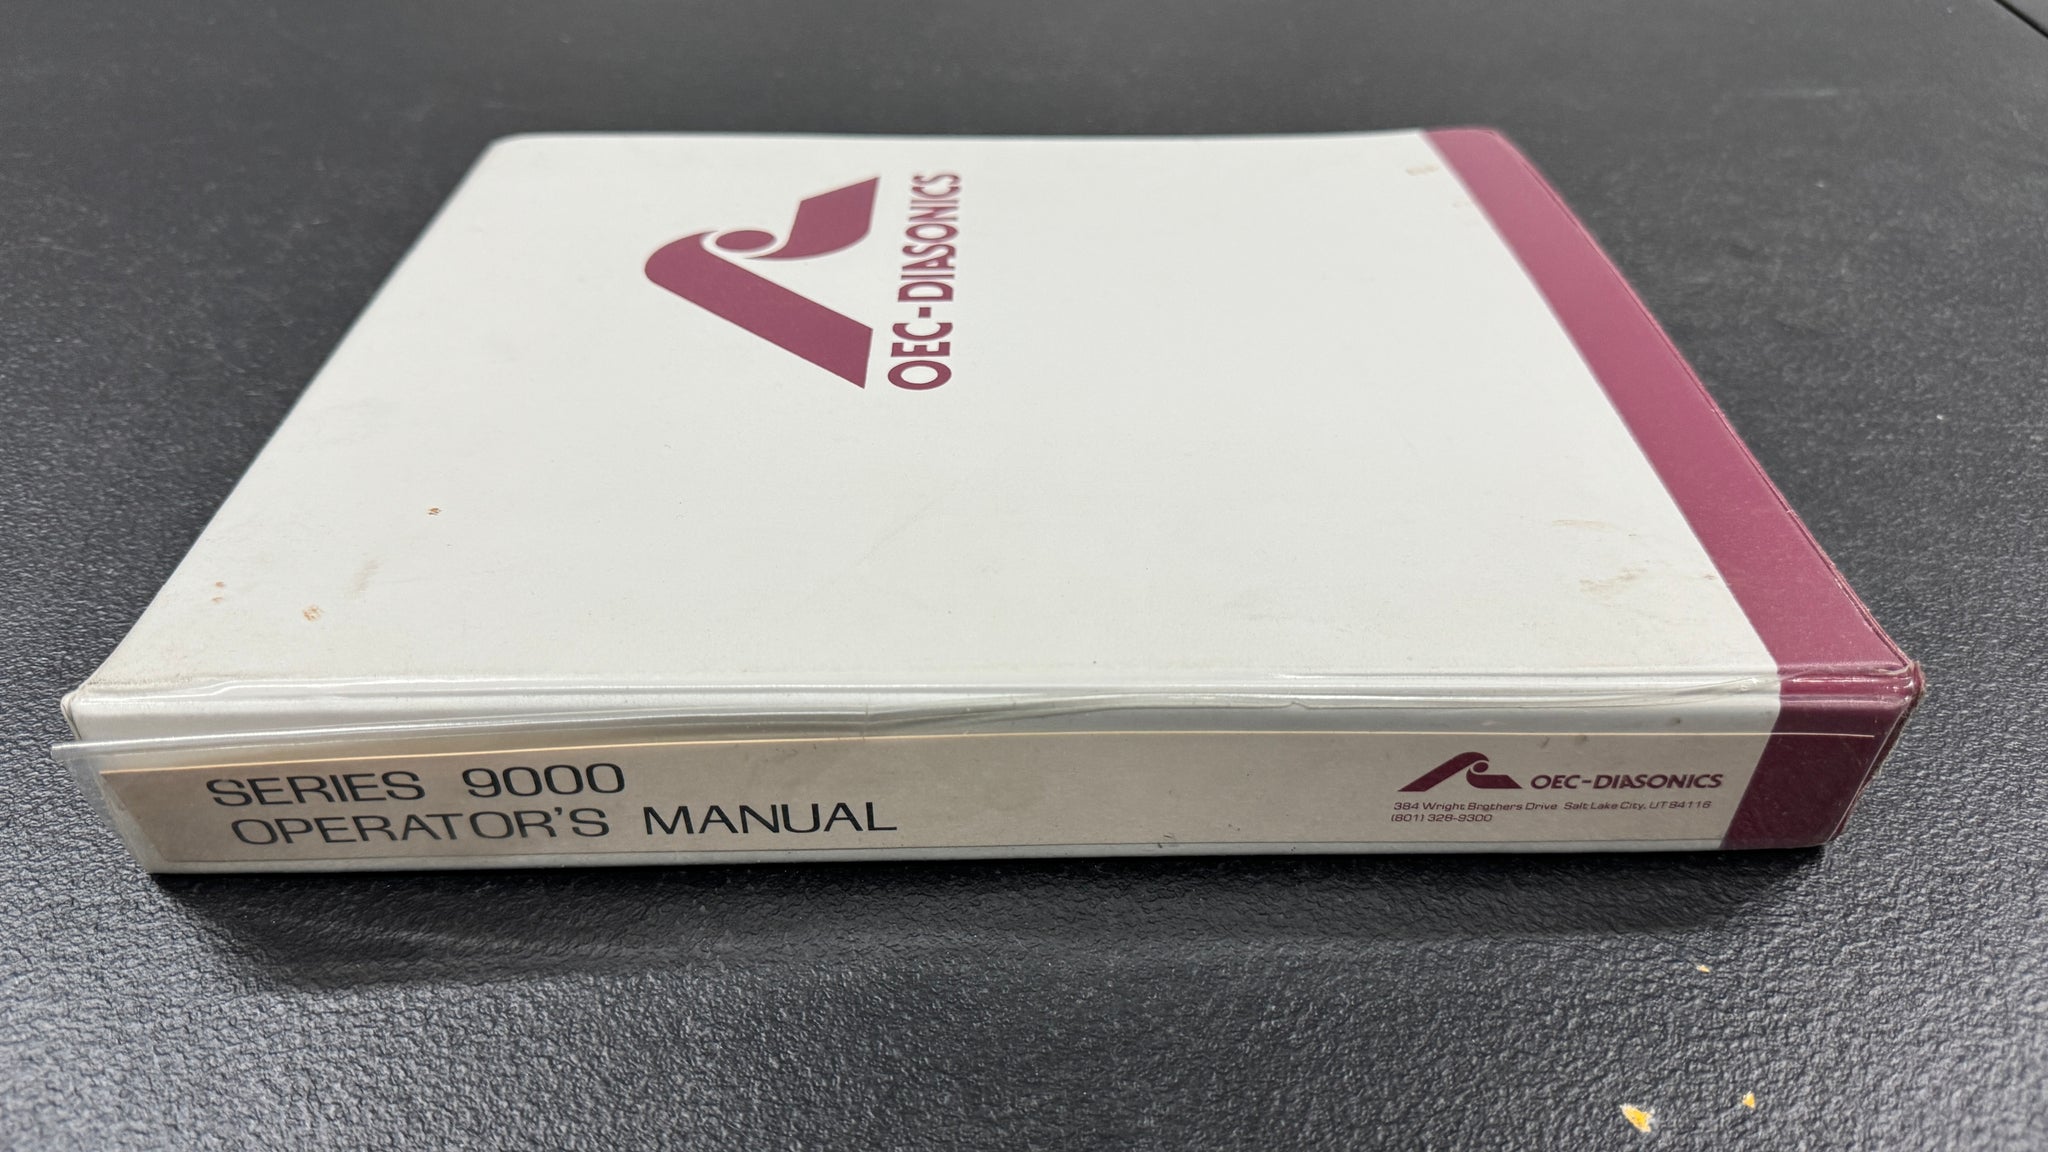 OEC-DIASONICS
SERIES 9000
OPERATOR'S MANUAL
OEC-DIASONICS
384 Wright Brothers Drive Salt Lake City, UT 84116
(801) 328-9300